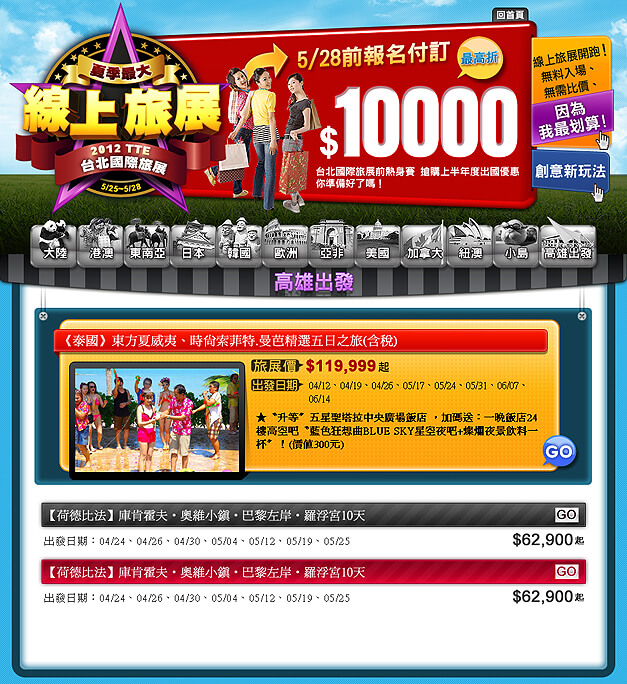 回首頁
夏季最大
線上旅展
2012 TTE
台北國際旅展
5/25~5/28
5/28前報名付訂
最高折
$10000
台北國際旅展前熱身賽 搶購上半年度出國優惠
你準備好了嗎！
線上旅展開跑！
無料入場、
無需比價、
因為
我最划算！
創意新玩法
大陸
港澳
東南亞
日本
韓國
歐洲
亞非
美國
加拿大
紐澳
小島
高雄出發
高雄出發
《泰國》東方夏威夷、時尚索菲特.曼芭精選五日之旅(含稅)
旅展價 $119,999起
出發日期 04/12、04/19、04/26、05/17、05/24、05/31、06/07、
06/14
★〝升等〞五星聖塔拉中央廣場飯店，加碼送：一晚飯店24
樓高空吧〝藍色狂想曲BLUE SKY星空夜吧+燦爛夜景飲料一
杯〞！(價值300元)
GO
【荷德比法】庫肯霍夫‧奧維小鎮‧巴黎左岸‧羅浮宮10天
GO
出發日期：04/24、04/26、04/30、05/04、05/12、05/19、05/25
$62,900起
【荷德比法】庫肯霍夫‧奧維小鎮‧巴黎左岸‧羅浮宮10天
GO
出發日期：04/24、04/26、04/30、05/04、05/12、05/19、05/25
$62,900起